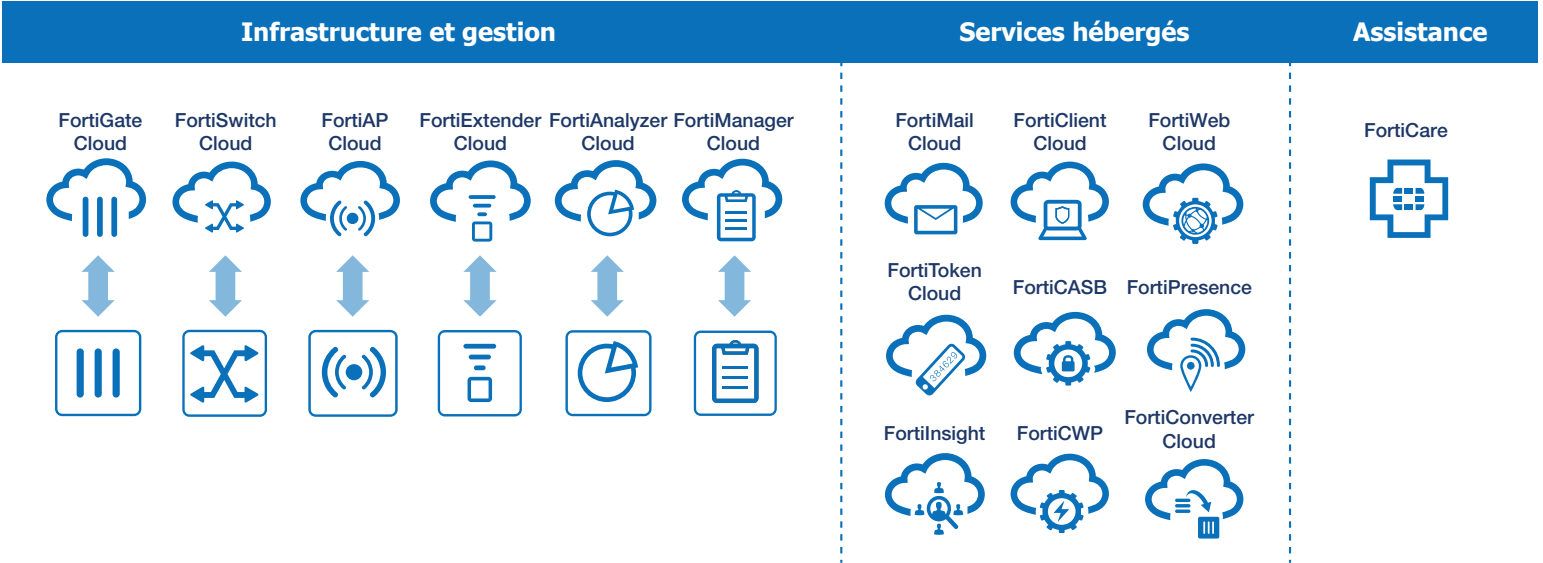 Infrastructure et gestion
Services hébergés
Assistance
FortiGate
Cloud
FortiSwitch
Cloud
FortiAP
Cloud
FortiExtender
Cloud
FortiAnalyzer
Cloud
FortiManager
Cloud
FortiMail
Cloud
FortiClient
Cloud
FortiWeb
Cloud
FortiToken
Cloud
384629
FortiCASB
FortiPresence
FortiInsight
FortiCWP
FortiConverter
Cloud
FortiCare